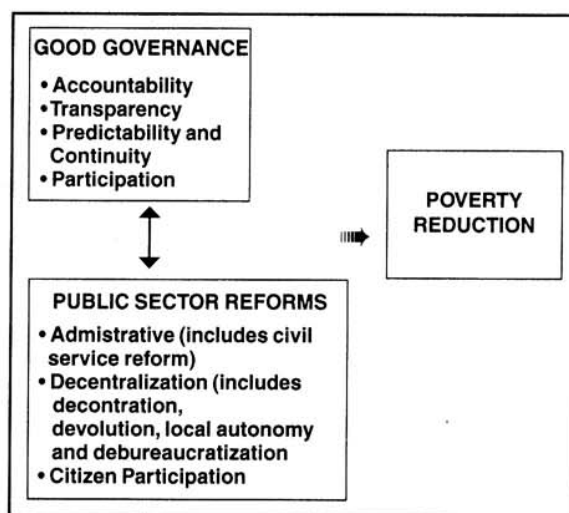 GOOD GOVERNANCE
• Accountability
• Transparency
• Predictability and
Continuity
• Participation
POVERTY
REDUCTION
PUBLIC SECTOR REFORMS
• Admistrative (includes civil
service reform)
• Decentralization (includes
decontration,
devolution, local autonomy
and debureaucratization
• Citizen Participation